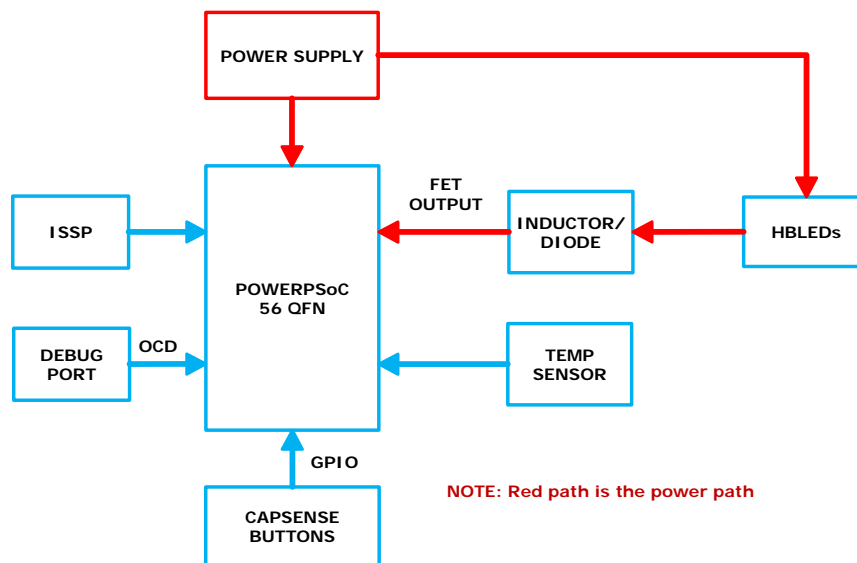 POWER SUPPLY
FET
OUTPUT
ISSP
INDUCTOR/
DIODE
HBLEDs
POWERPSoC
56 QFN
DEBUG
PORT
OCD
TEMP
SENSOR
GPIO
CAPSENSE
BUTTONS
NOTE: Red path is the power path